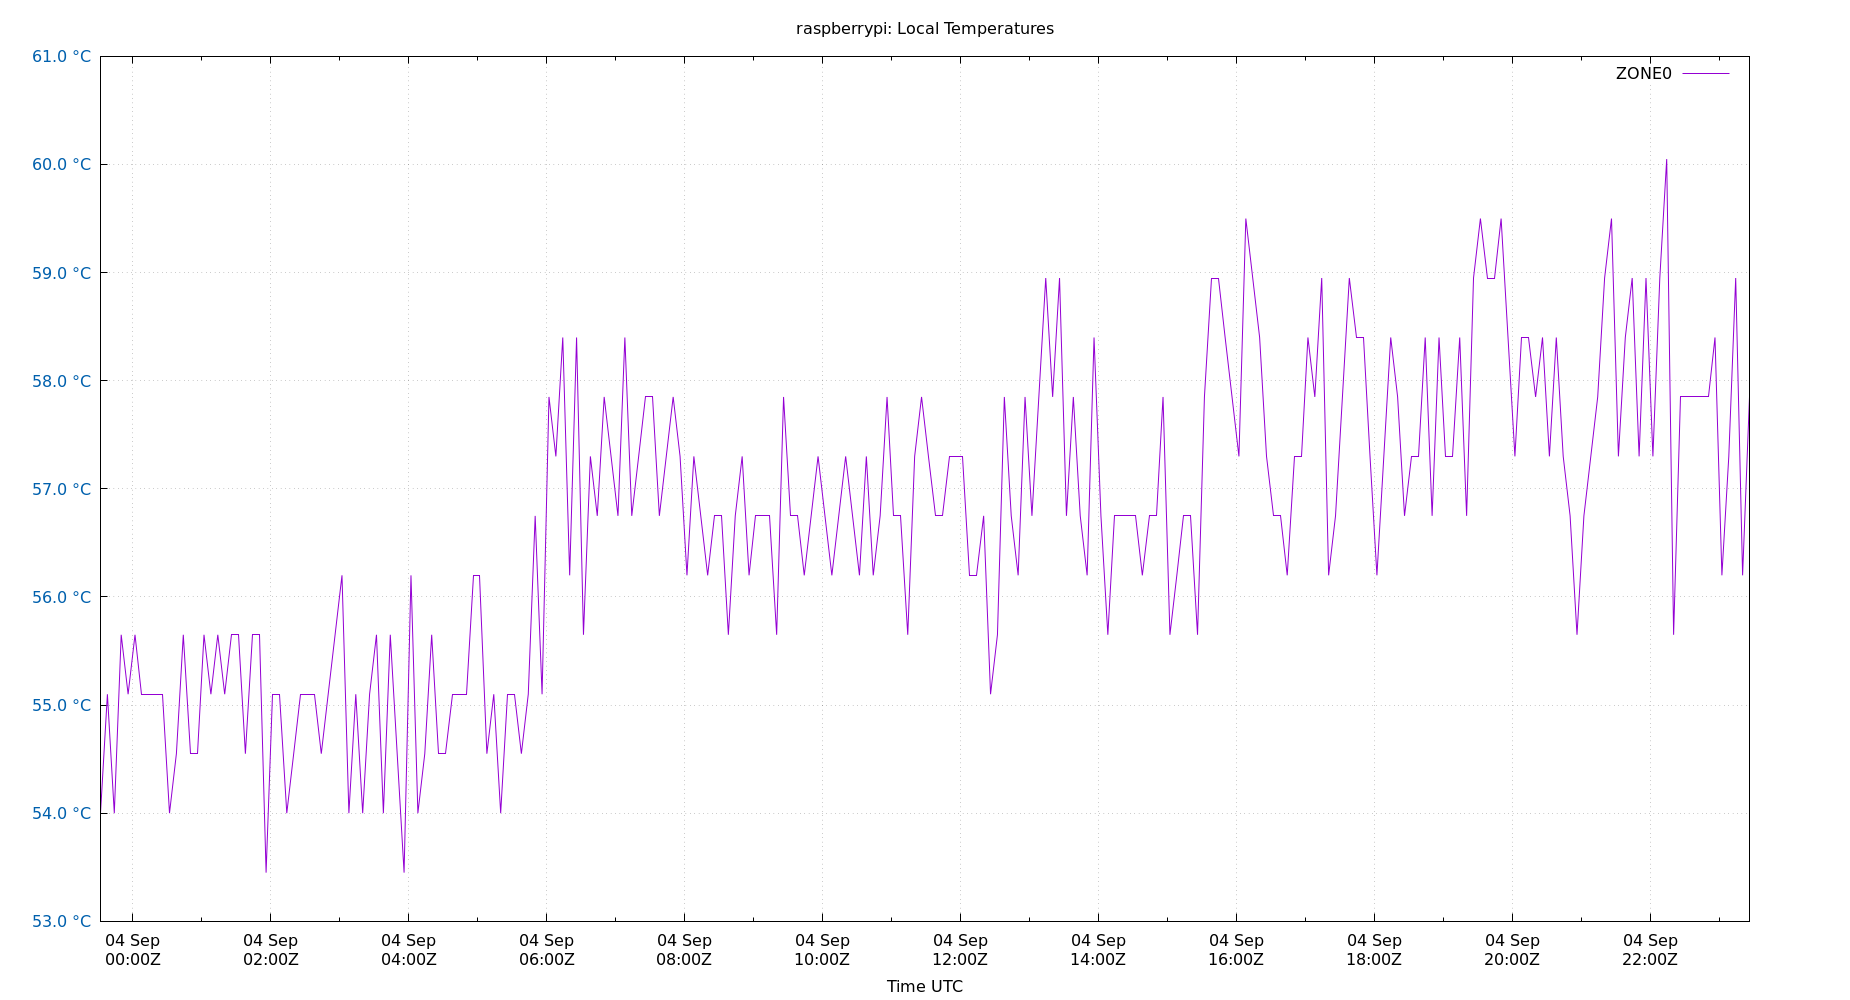 raspberrypi: Local Temperatures
61.0 °C
ZONE0
60.0 °C
59.0 °C
58.0 °C
57.0 °C
56.0 °C
55.0 °C
54.0 °C
53.0 °C
04 Sep 04 Sep 04 Sep 04 Sep 04 Sep 04 Sep 04 Sep 04 Sep 04 Sep 04 Sep 04 Sep 04 Sep
00:00Z 02:00Z 04:00Z 06:00Z 08:00Z 10:00Z 12:00Z 14:00Z 16:00Z 18:00Z 20:00Z 22:00Z
Time UTC